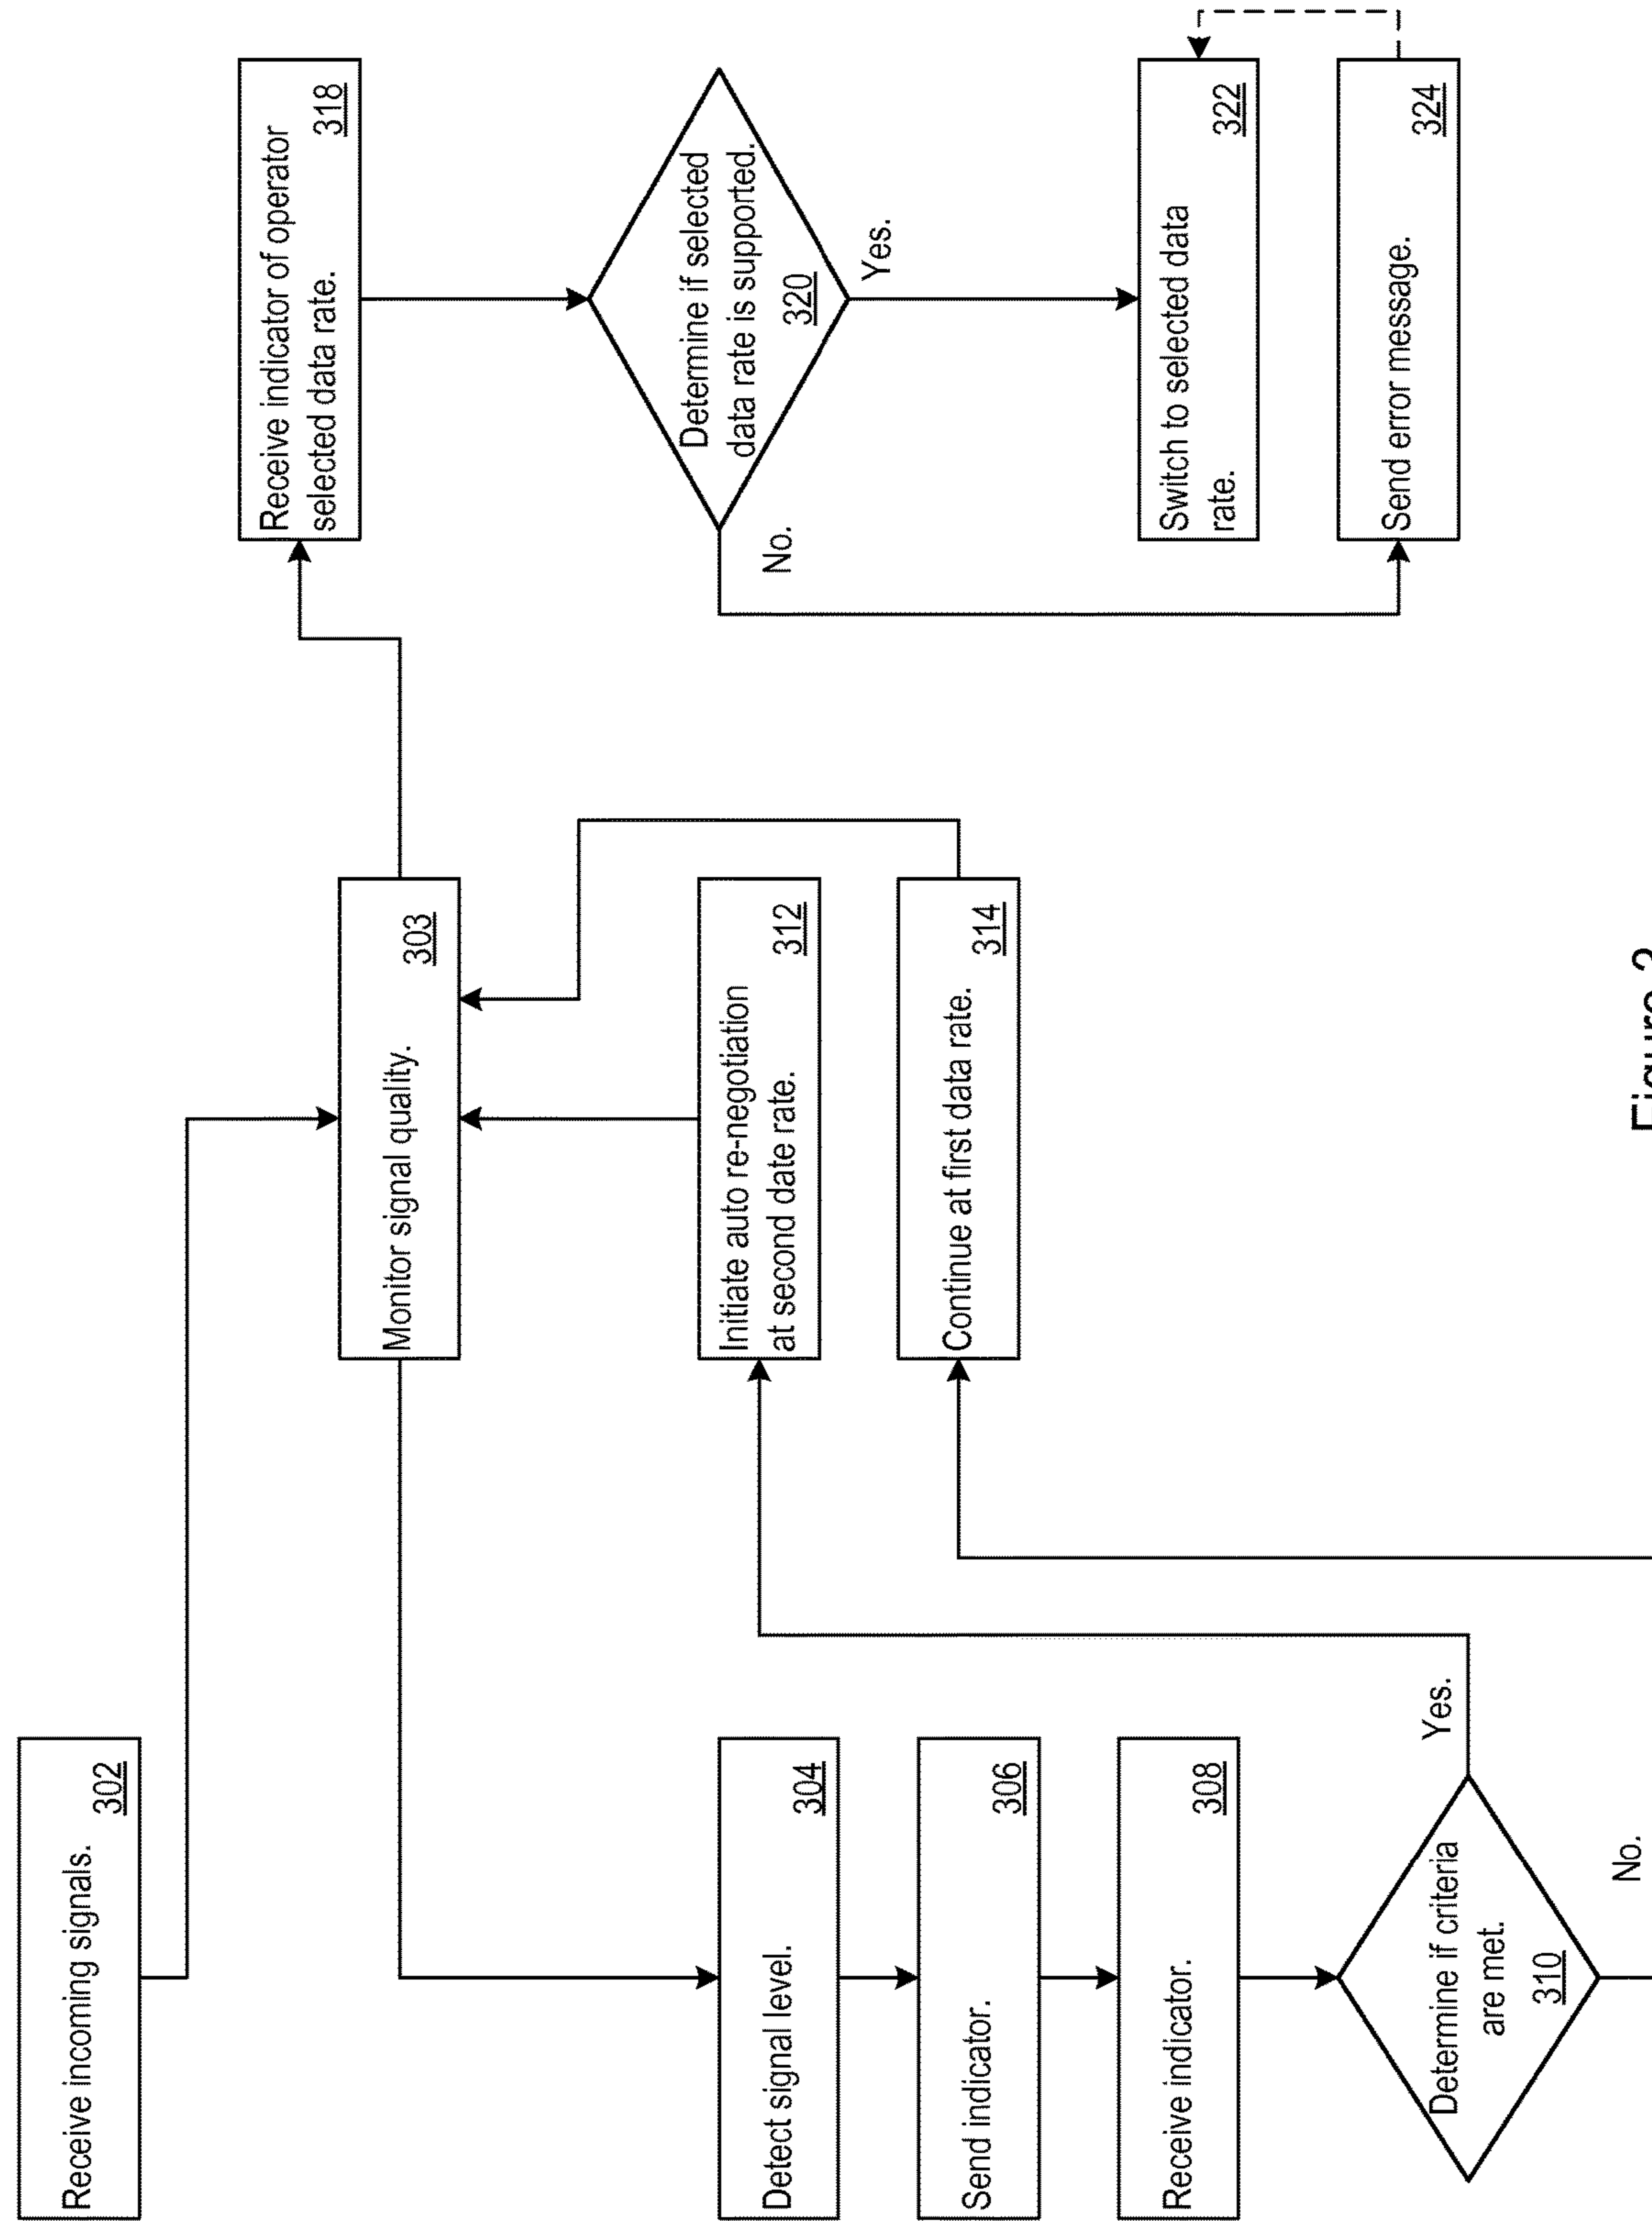 Receive incoming signals.
302
Monitor signal quality.
303
Detect signal level.
304
Send indicator.
306
Receive indicator.
308
Determine if criteria
are met.
310
Yes.
No.
Initiate auto re-negotiation
at second date rate.
312
Continue at first data rate.
314
Receive indicator of operator
selected data rate.
318
Determine if selected
data rate is supported.
320
Yes.
No.
Switch to selected data
rate.
322
Send error message.
324
Figure